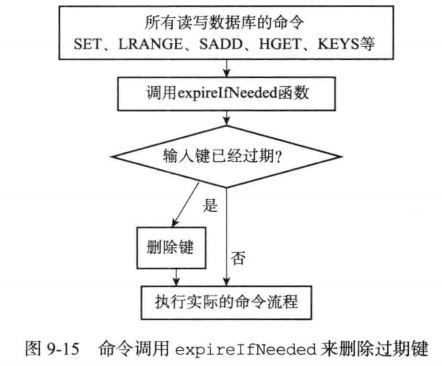 所有读写数据库的命令
SET、LRANGE、SADD、HGET、KEYS等
调用expireIfNeeded函数
输入键已经过期?
是
删除键
否
执行实际的命令流程
图 9-15 命令调用 expireIfNeeded 来删除过期键